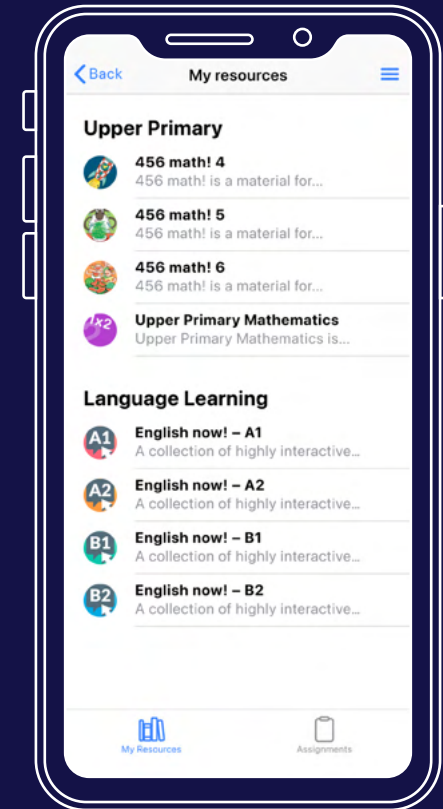 Back
My resources
Upper Primary
456 math! 4
456 math! is a material for...
456 math! 5
456 math! is a material for...
456 math! 6
456 math! is a material for...
1x2
Upper Primary Mathematics
Upper Primary Mathematics is...
Language Learning
A1
English now! – A1
A collection of highly interactive...
A2
English now! – A2
A collection of highly interactive...
B1
English now! – B1
A collection of highly interactive...
B2
English now! – B2
A collection of highly interactive...
My Resources
Assignments